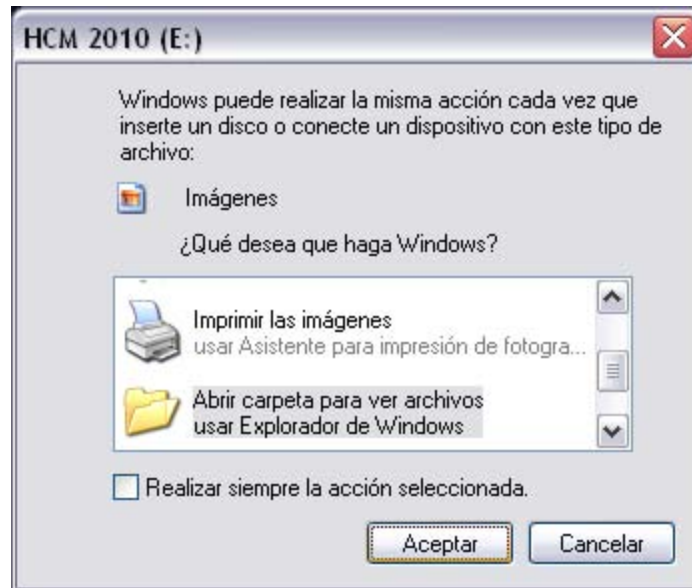 HCM 2010 (E:)
Windows puede realizar la misma acción cada vez que
inserte un disco o conecte un dispositivo con este tipo de
archivo:
Imágenes
¿Qué desea que haga Windows?
Imprimir las imágenes
usar Asistente para impresión de fotogra...
Abrir carpeta para ver archivos
usar Explorador de Windows
Realizar siempre la acción seleccionada.
Aceptar
Cancelar